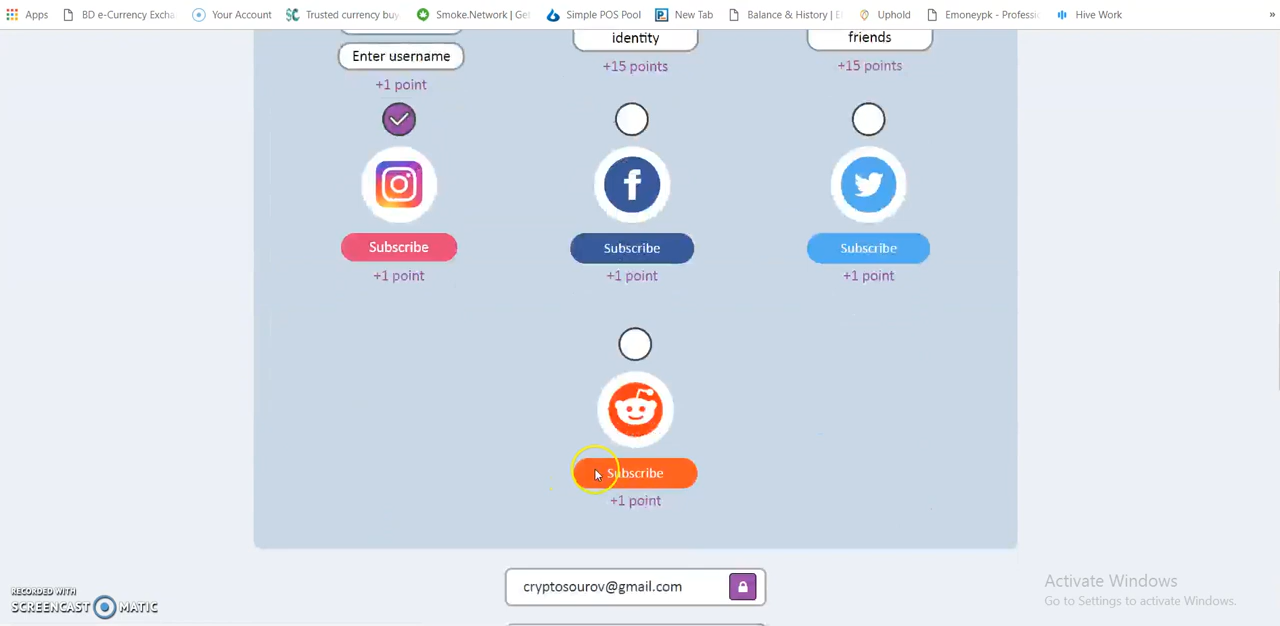 Apps BD e-Currency Excha Your Account Trusted currency buy Smoke.Network | Get Simple POS Pool New Tab Balance & History | E Uphold Emoneypk - Professi Hive Work »
identity friends
Enter username +15 points +15 points
+1 point
Subscribe Subscribe Subscribe
+1 point +1 point +1 point
Subscribe
+1 point
cryptosourov@gmail.com
Activate Windows
Go to Settings to activate Windows.
RECORDED WITH
SCREENCAST MATIC